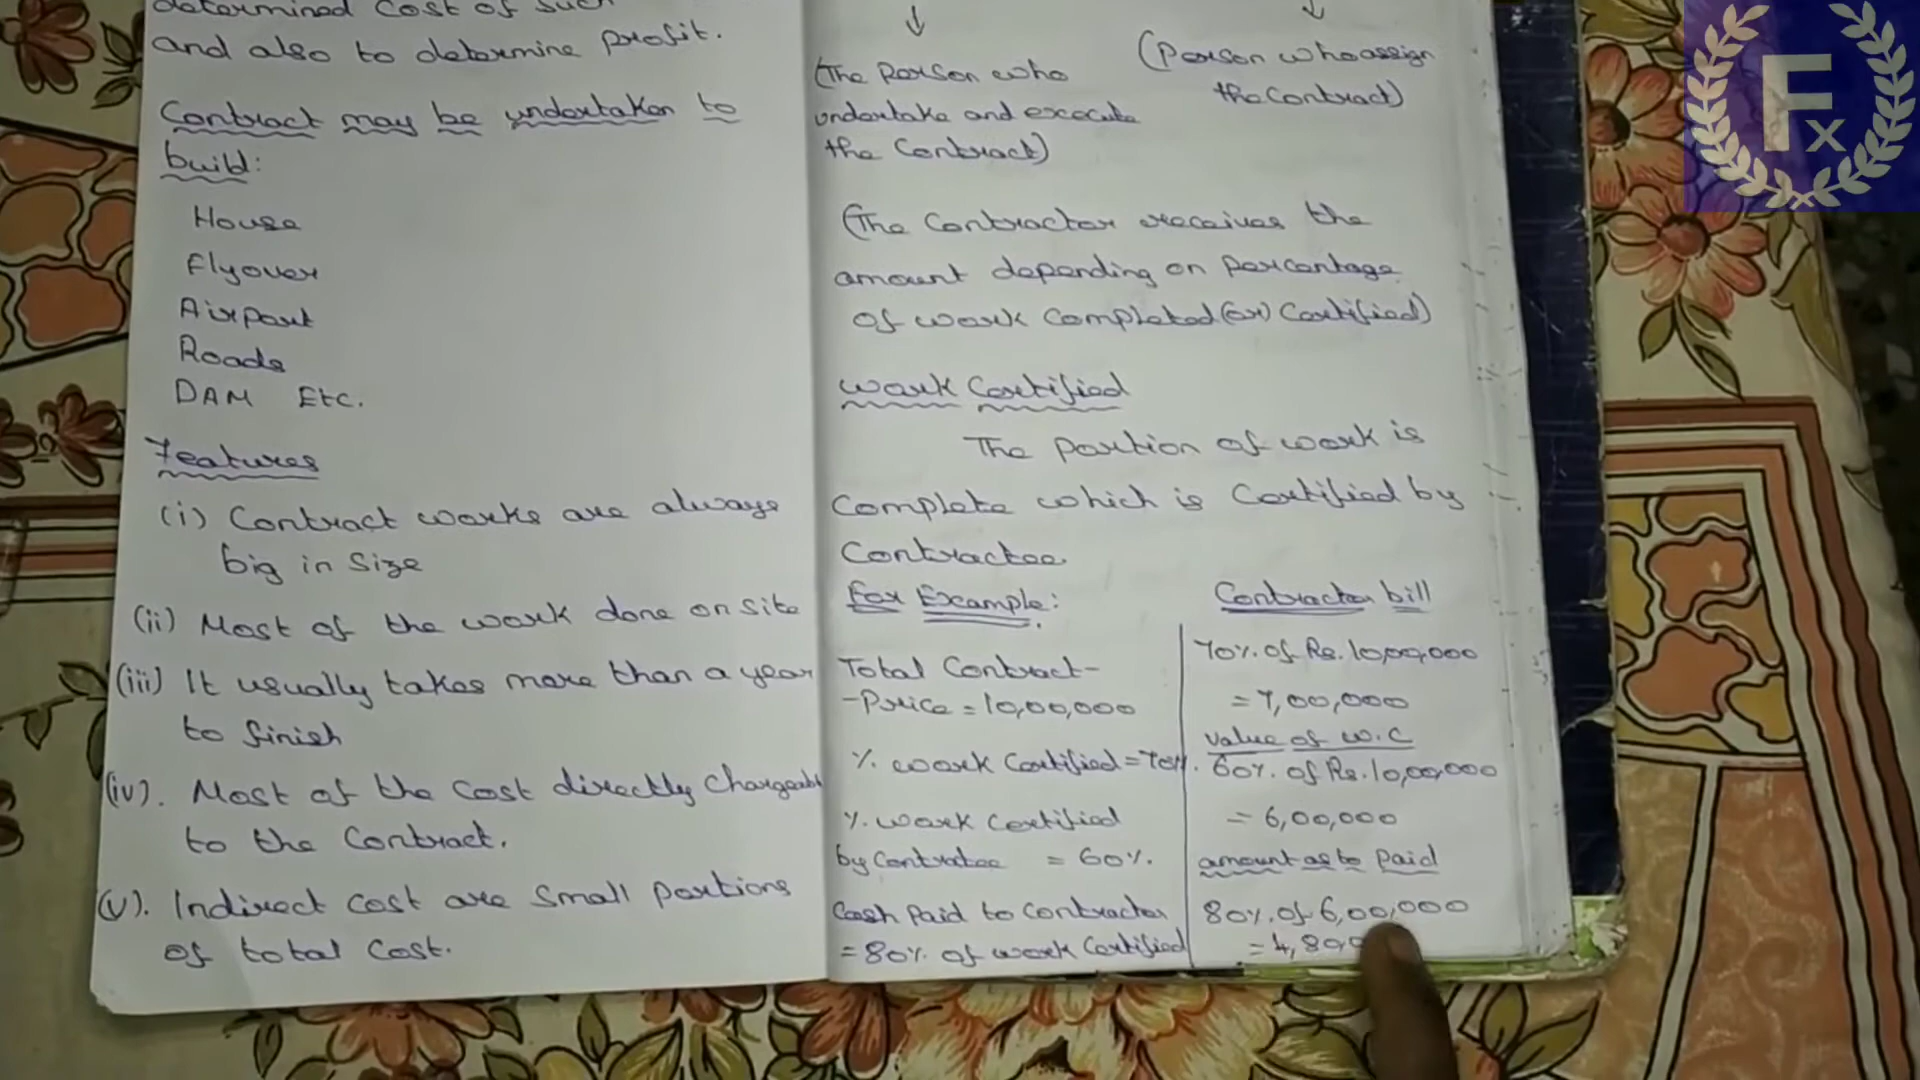 determined cost of such
and also to determine profit.
Contract may be undertaken to
build:
House
Flyover
Airport
Roads
DAM Etc.
Features
(i) Contract works are always
big in size
(ii) Most of the work done on site
(iii) It usually takes more than a year
to finish
(iv). Most of the cost directly chargeable
to the Contract.
(v). Indirect cost are small portions
of total cost.
(The person who
undertake and execute
the Contract)
(Person who assign
the Contract)
(The Contractor receives the
amount depending on percentage
of work completed (or) Certified)
Work Certified
The portion of work is
Complete which is Certified by
Contractee.
For Example:
Total Contract-
-Price = 10,00,000
% work Certified = 70%.
% work Certified
by Contractee = 60%.
Cash paid to Contractor
= 80% of work Certified
Contractor bill
70% of Rs. 10,00,000
= 7,00,000
Value of W.C
60% of Rs. 10,00,000
= 6,00,000
amount as to paid
80% of 6,00,000
= 4,80,0
Fx